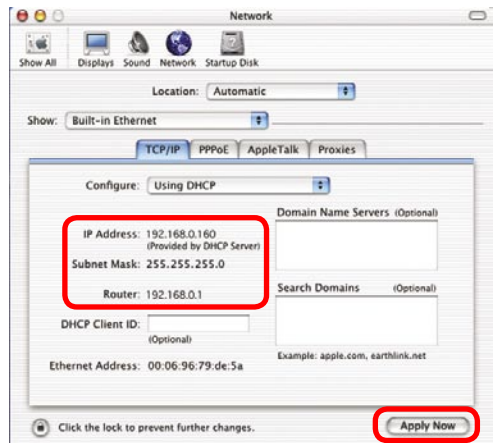 Network
Show All Displays Sound Network Startup Disk
Location: Automatic
Show: Built-in Ethernet
TCP/IP PPPoE AppleTalk Proxies
Configure: Using DHCP
Domain Name Servers (Optional)
IP Address: 192.168.0.160
(Provided by DHCP Server)
Subnet Mask: 255.255.255.0
Router: 192.168.0.1
Search Domains (Optional)
DHCP Client ID:
(Optional)
Example: apple.com, earthlink.net
Ethernet Address: 00:06:96:79:de:5a
Click the lock to prevent further changes.
Apply Now